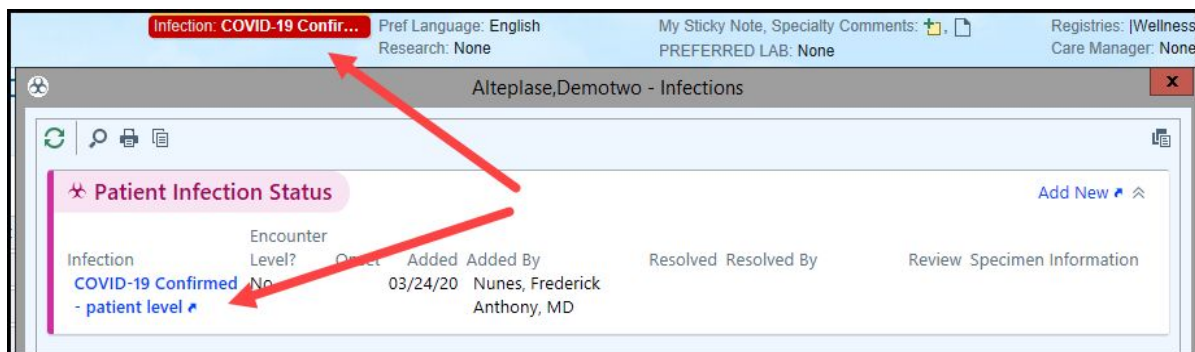 Infection: COVID-19 Confir... Pref Language: English My Sticky Note, Specialty Comments: , Registries: |Wellness
Research: None PREFERRED LAB: None Care Manager: None
Alteplase,Demotwo - Infections x
Patient Infection Status Add New
Encounter
Infection Level? Onset Added Added By Resolved Resolved By Review Specimen Information
COVID-19 Confirmed No 03/24/20 Nunes, Frederick
- patient level Anthony, MD